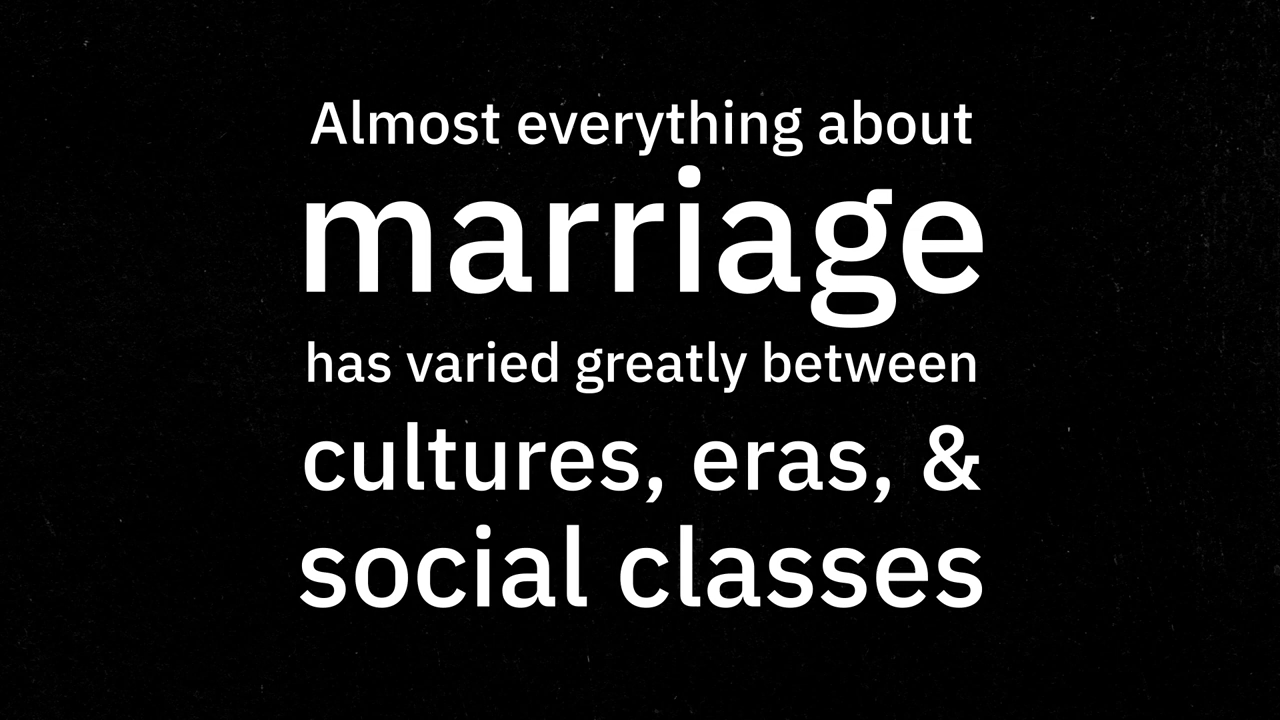 Almost everything about
marriage
has varied greatly between
cultures, eras, &
social classes